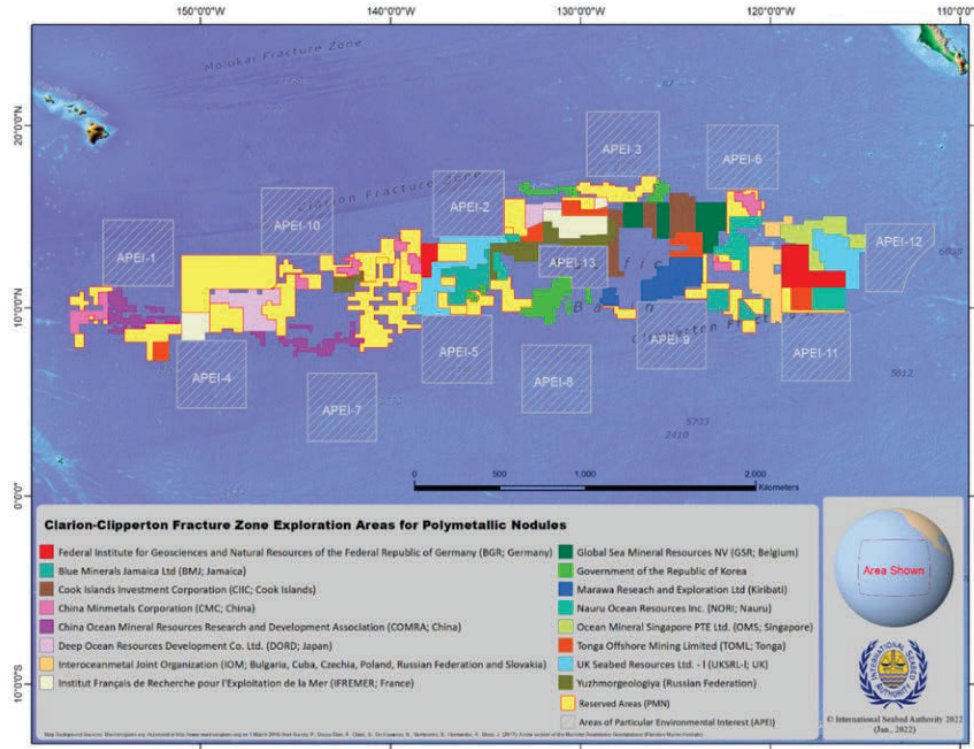 150°0'0"W 140°0'0"W 130°0'0"W 120°0'0"W 110°0'0"W
Molukai Fracture Zone
20°0'0"N
APEI-3
APEI-6
Clarion Fracture Zone
APEI-2
APEI-10
APEI-1
APEI-12
APEI-13
Pacific
10°0'0"N
Basin
Clipperton Fracture
APEI-5
APEI-9
APEI-11
APEI-4
APEI-8
APEI-7
5012
5733
2410
0°0'0"
0 500 1,000 2,000
Kilometers
Clarion-Clipperton Fracture Zone Exploration Areas for Polymetallic Nodules
Federal Institute for Geosciences and Natural Resources of the Federal Republic of Germany (BGR; Germany)
Blue Minerals Jamaica Ltd (BMJ; Jamaica)
Cook Islands Investment Corporation (CIIC; Cook Islands)
China Minmetals Corporation (CMC; China)
China Ocean Mineral Resources Research and Development Association (COMRA; China)
Deep Ocean Resources Development Co. Ltd. (DORD; Japan)
Interoceanmetal Joint Organization (IOM; Bulgaria, Cuba, Czechia, Poland, Russian Federation and Slovakia)
Institut Français de Recherche pour l'Exploitation de la Mer (IFREMER; France)
Global Sea Mineral Resources NV (GSR; Belgium)
Government of the Republic of Korea
Marawa Reseach and Exploration Ltd (Kiribati)
Nauru Ocean Resources Inc. (NORI; Nauru)
Ocean Mineral Singapore PTE Ltd. (OMS; Singapore)
Tonga Offshore Mining Limited (TOML; Tonga)
UK Seabed Resources Ltd. - I (UKSRL-I; UK)
Yuzhmorgeologiya (Russian Federation)
Reserved Areas (PMN)
Areas of Particular Environmental Interest (APEI)
Area Shown
INTERNATIONAL SEABED
AUTHORITY
© International Seabed Authority 2022
(Jan., 2022)
10°0'0"S